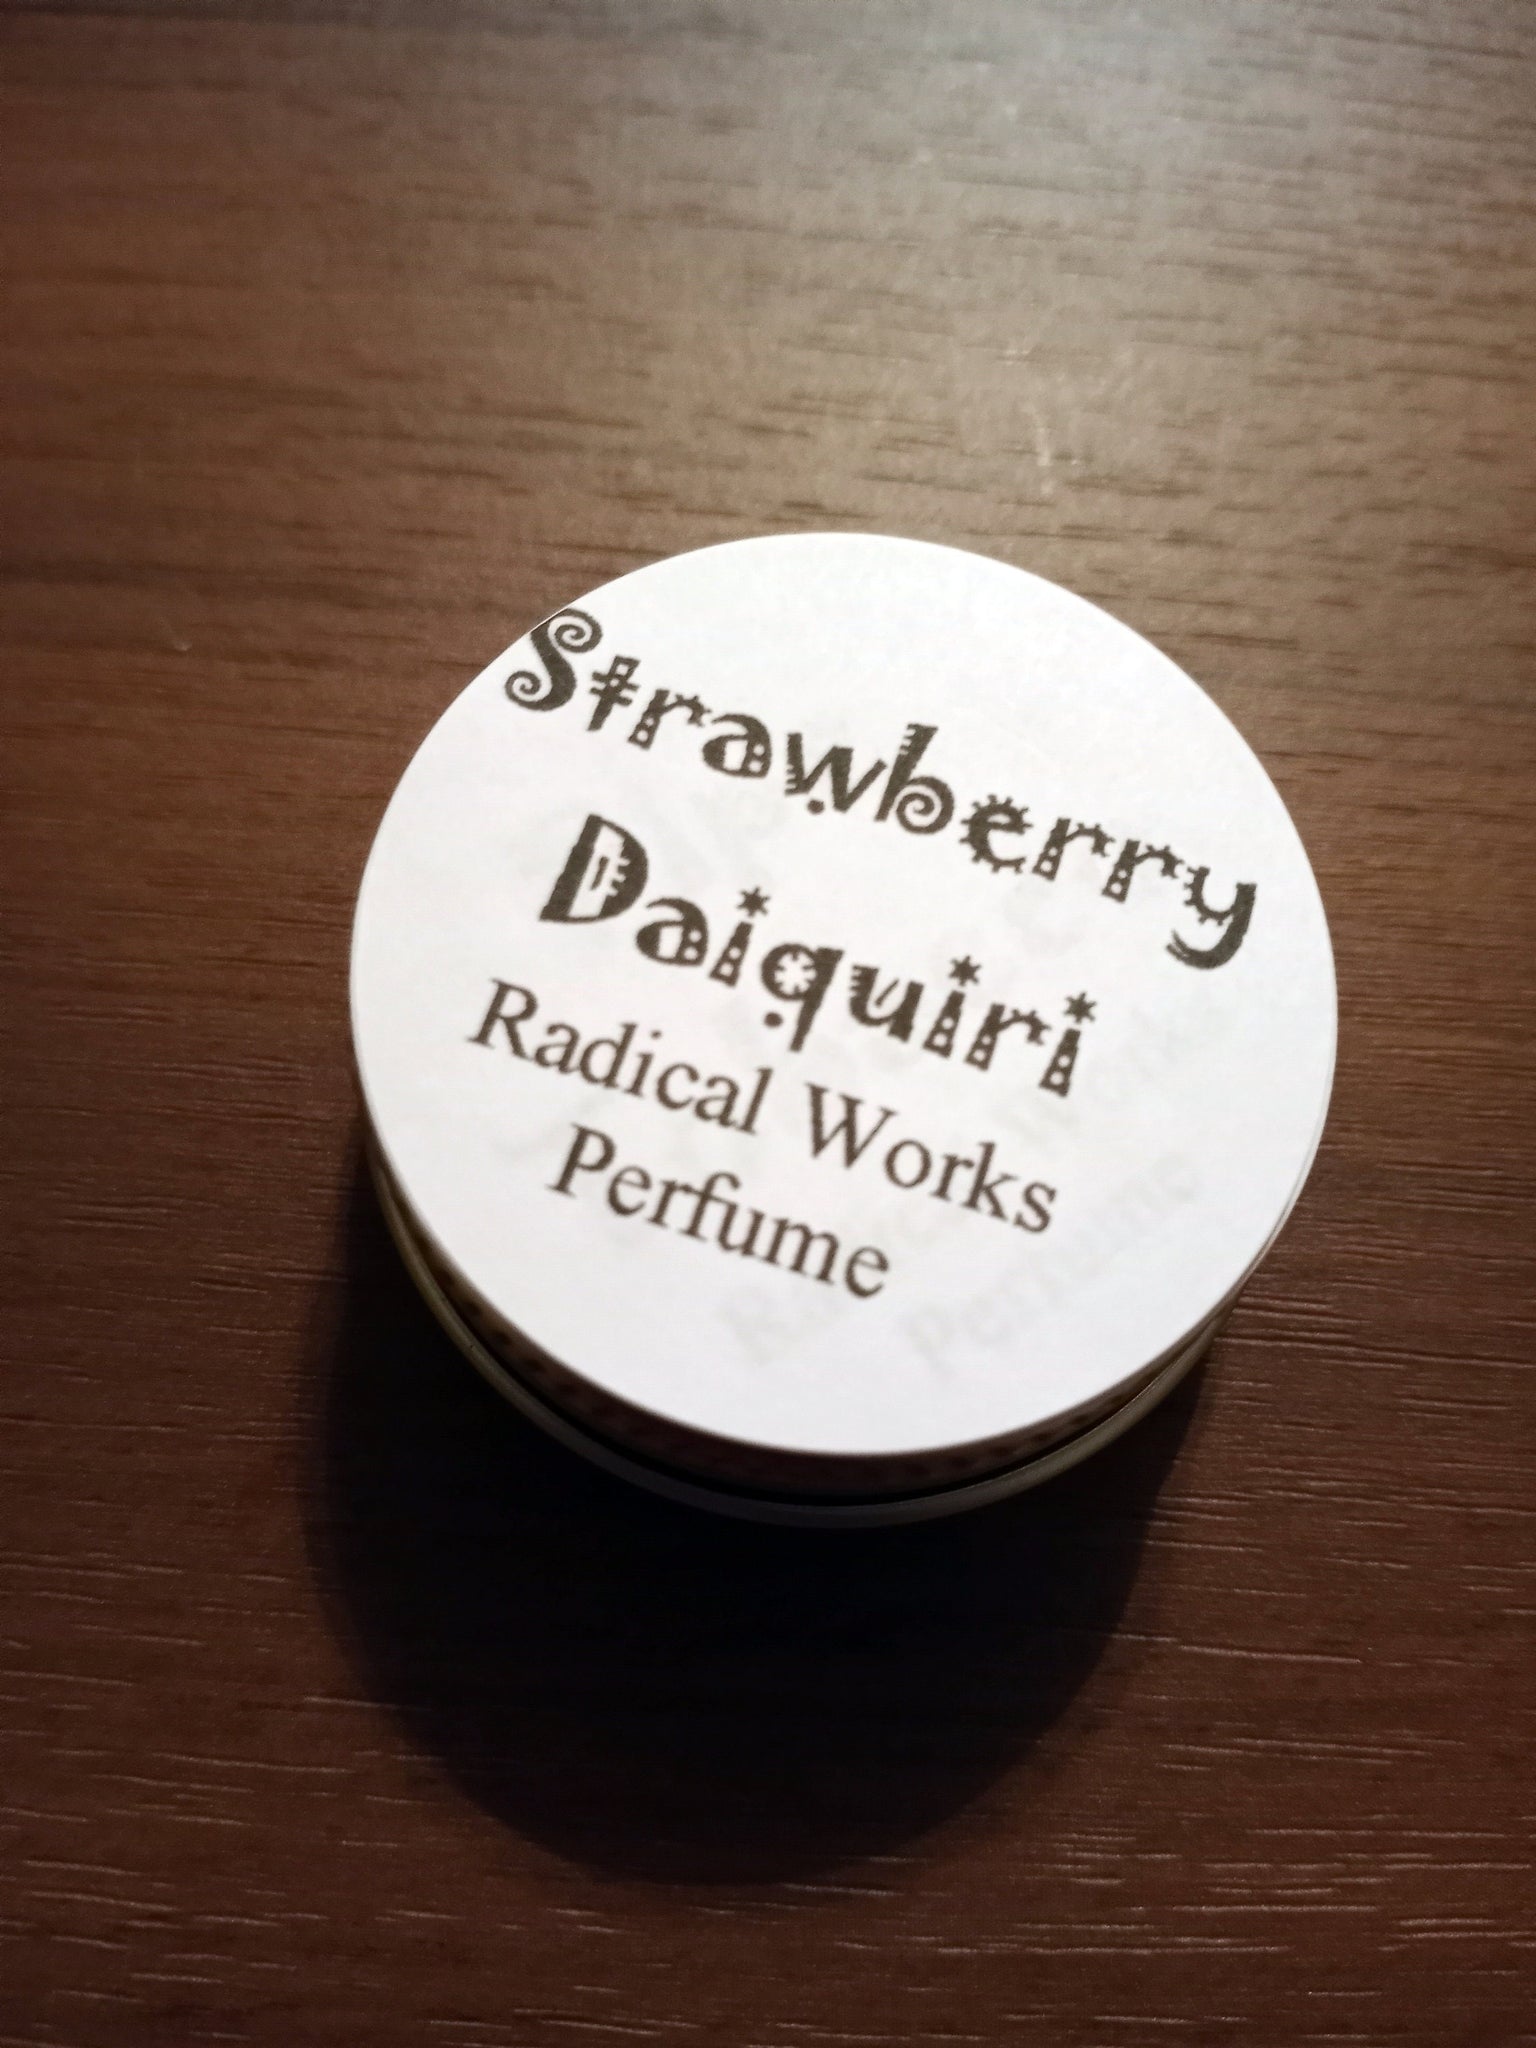 Strawberry
Daiquiri
Radical Works
Perfume